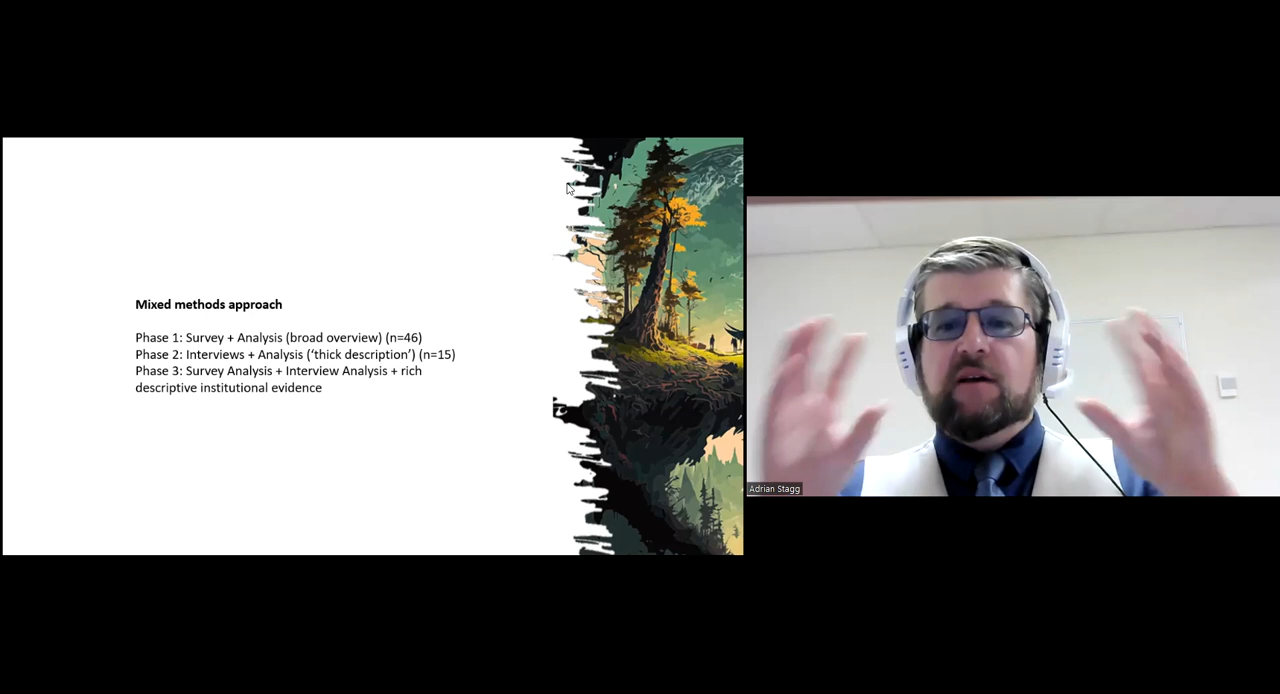 Mixed methods approach
Phase 1: Survey + Analysis (broad overview) (n=46)
Phase 2: Interviews + Analysis (‘thick description’) (n=15)
Phase 3: Survey Analysis + Interview Analysis + rich
descriptive institutional evidence
Adrian Stagg